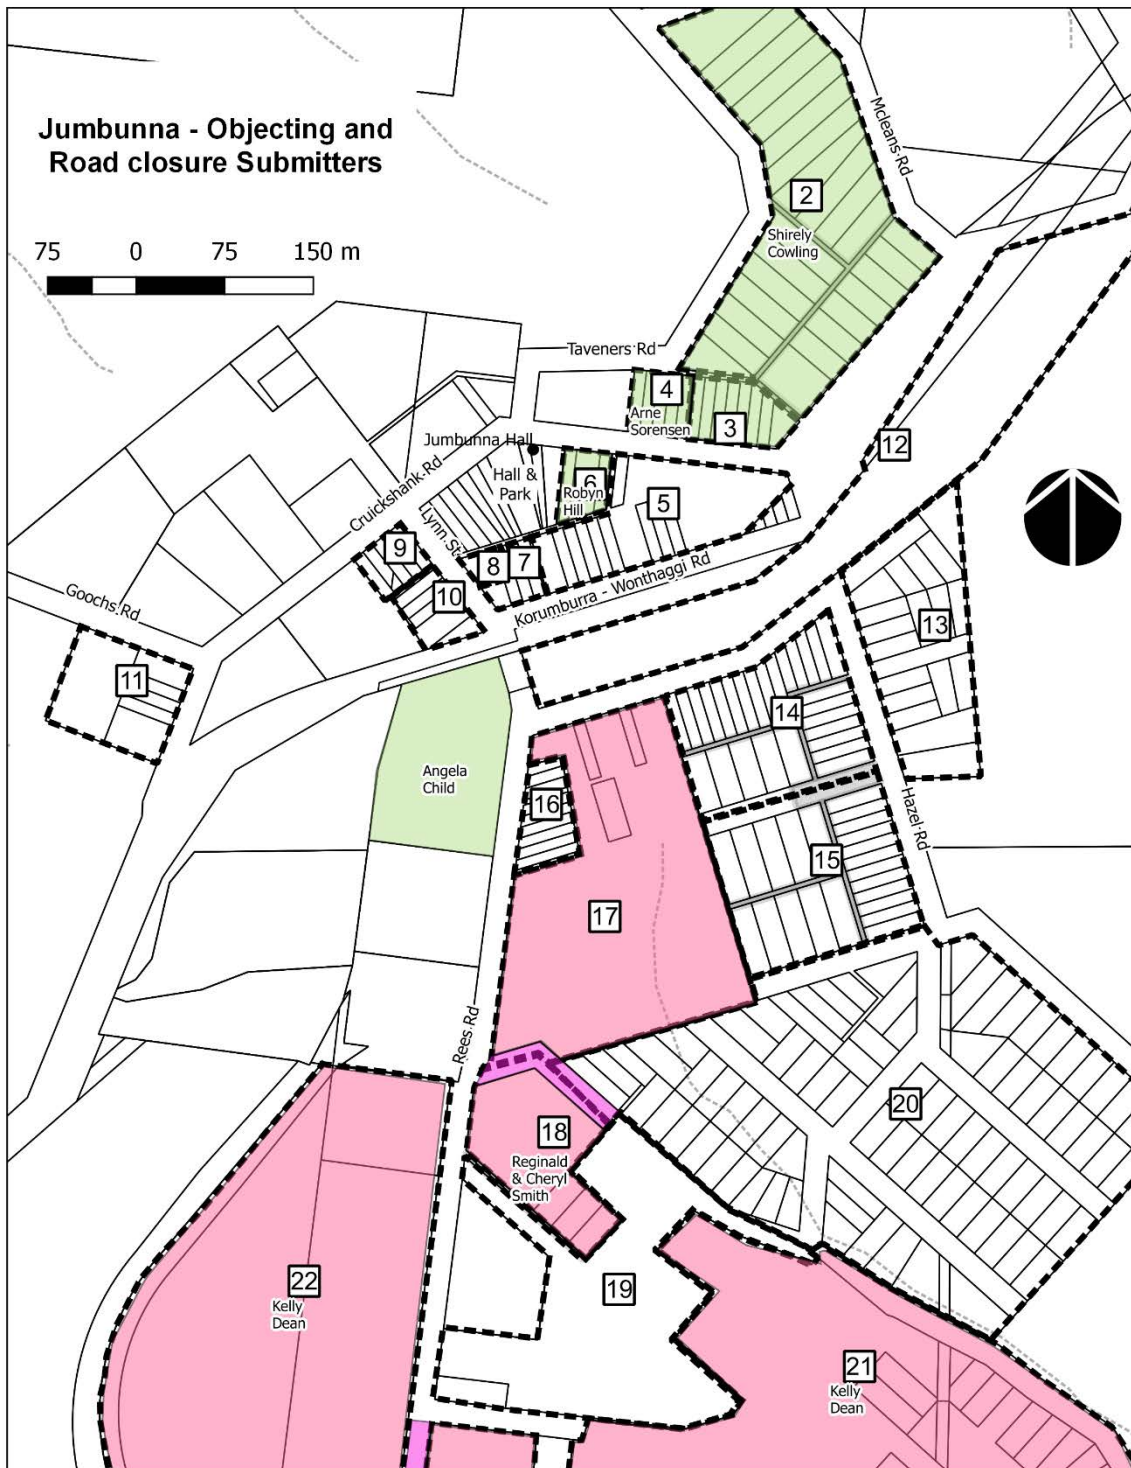 Jumbunna - Objecting and
Road closure Submitters
75 0 75 150 m
Mcleans Rd
2
Shirely
Cowling
Taveners Rd
4
Arne
Sorensen
3
12
Jumbunna Hall
Hall &
Park
6
Robyn
Hill
5
Cruickshank Rd
Lynn St
9
8
7
10
Korumburra - Wonthaggi Rd
Goochs Rd
11
13
14
Angela
Child
16
Hazel Rd
15
17
Rees Rd
18
Reginald
& Cheryl
Smith
20
19
22
Kelly
Dean
21
Kelly
Dean